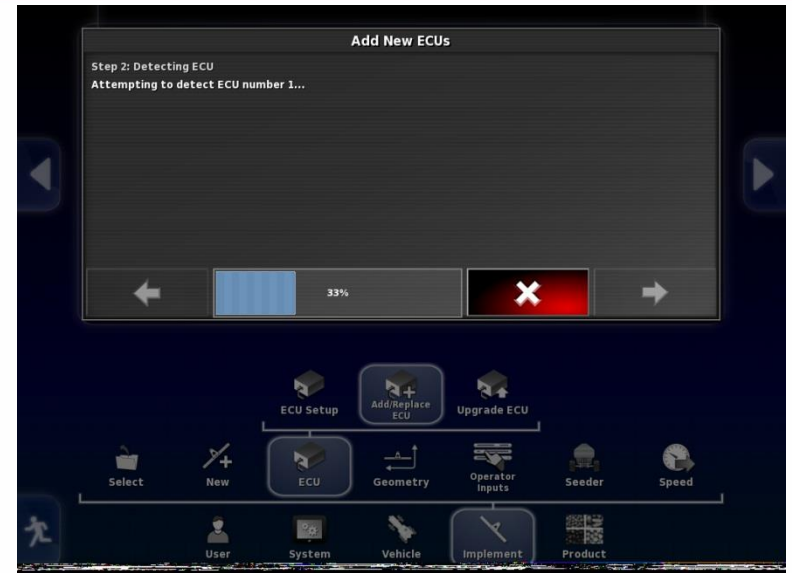 Add New ECUs
Step 2: Detecting ECU
Attempting to detect ECU number 1...
33%
ECU Setup
Add/Replace
ECU
Upgrade ECU
Select
New
ECU
Geometry
Operator
Inputs
Seeder
Speed
User
System
Vehicle
Implement
Product